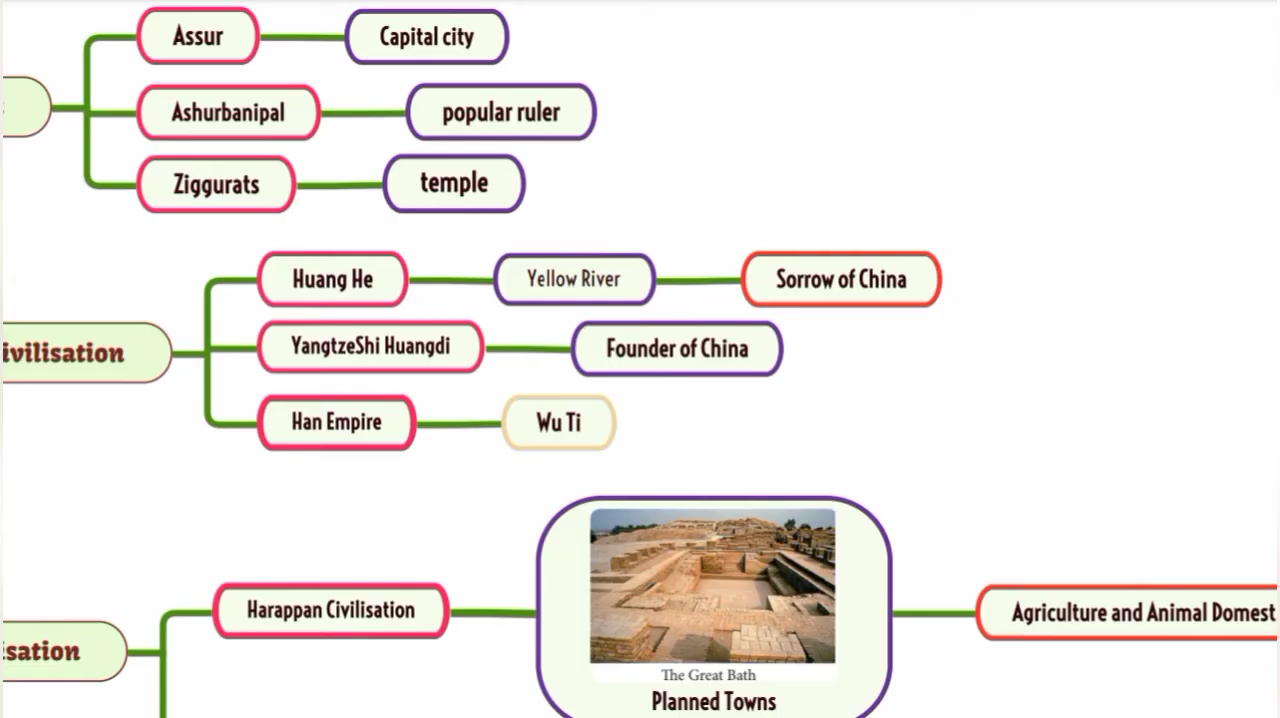 Assur
Capital city
Ashurbanipal
popular ruler
Ziggurats
temple
Huang He
Yellow River
Sorrow of China
ivilisation
YangtzeShi Huangdi
Founder of China
Han Empire
Wu Ti
Harappan Civilisation
The Great Bath
Planned Towns
Agriculture and Animal Domest
isation